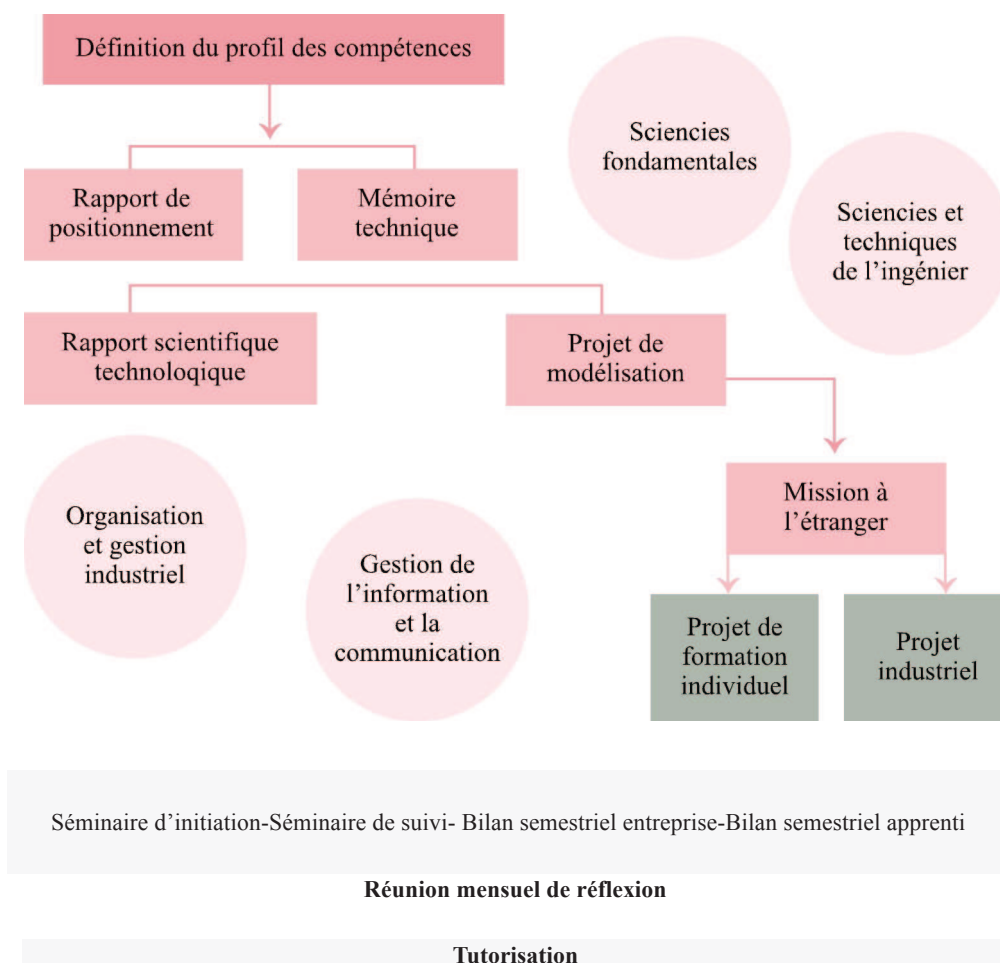 Définition du profil des compétences
Sciencies
fondamentales
Rapport de
positionnement
Mémoire
technique
Sciencies et
techniques
de l’ingénier
Rapport scientifique
technoloqique
Projet de
modélisation
Mission à
l’étranger
Organisation
et gestion
industriel
Gestion de
l’information
et la
communication
Projet de
formation
individuel
Projet
industriel
Séminaire d’initiation-Séminaire de suivi- Bilan semestriel entreprise-Bilan semestriel apprenti
Réunion mensuel de réflexion
Tutorisation